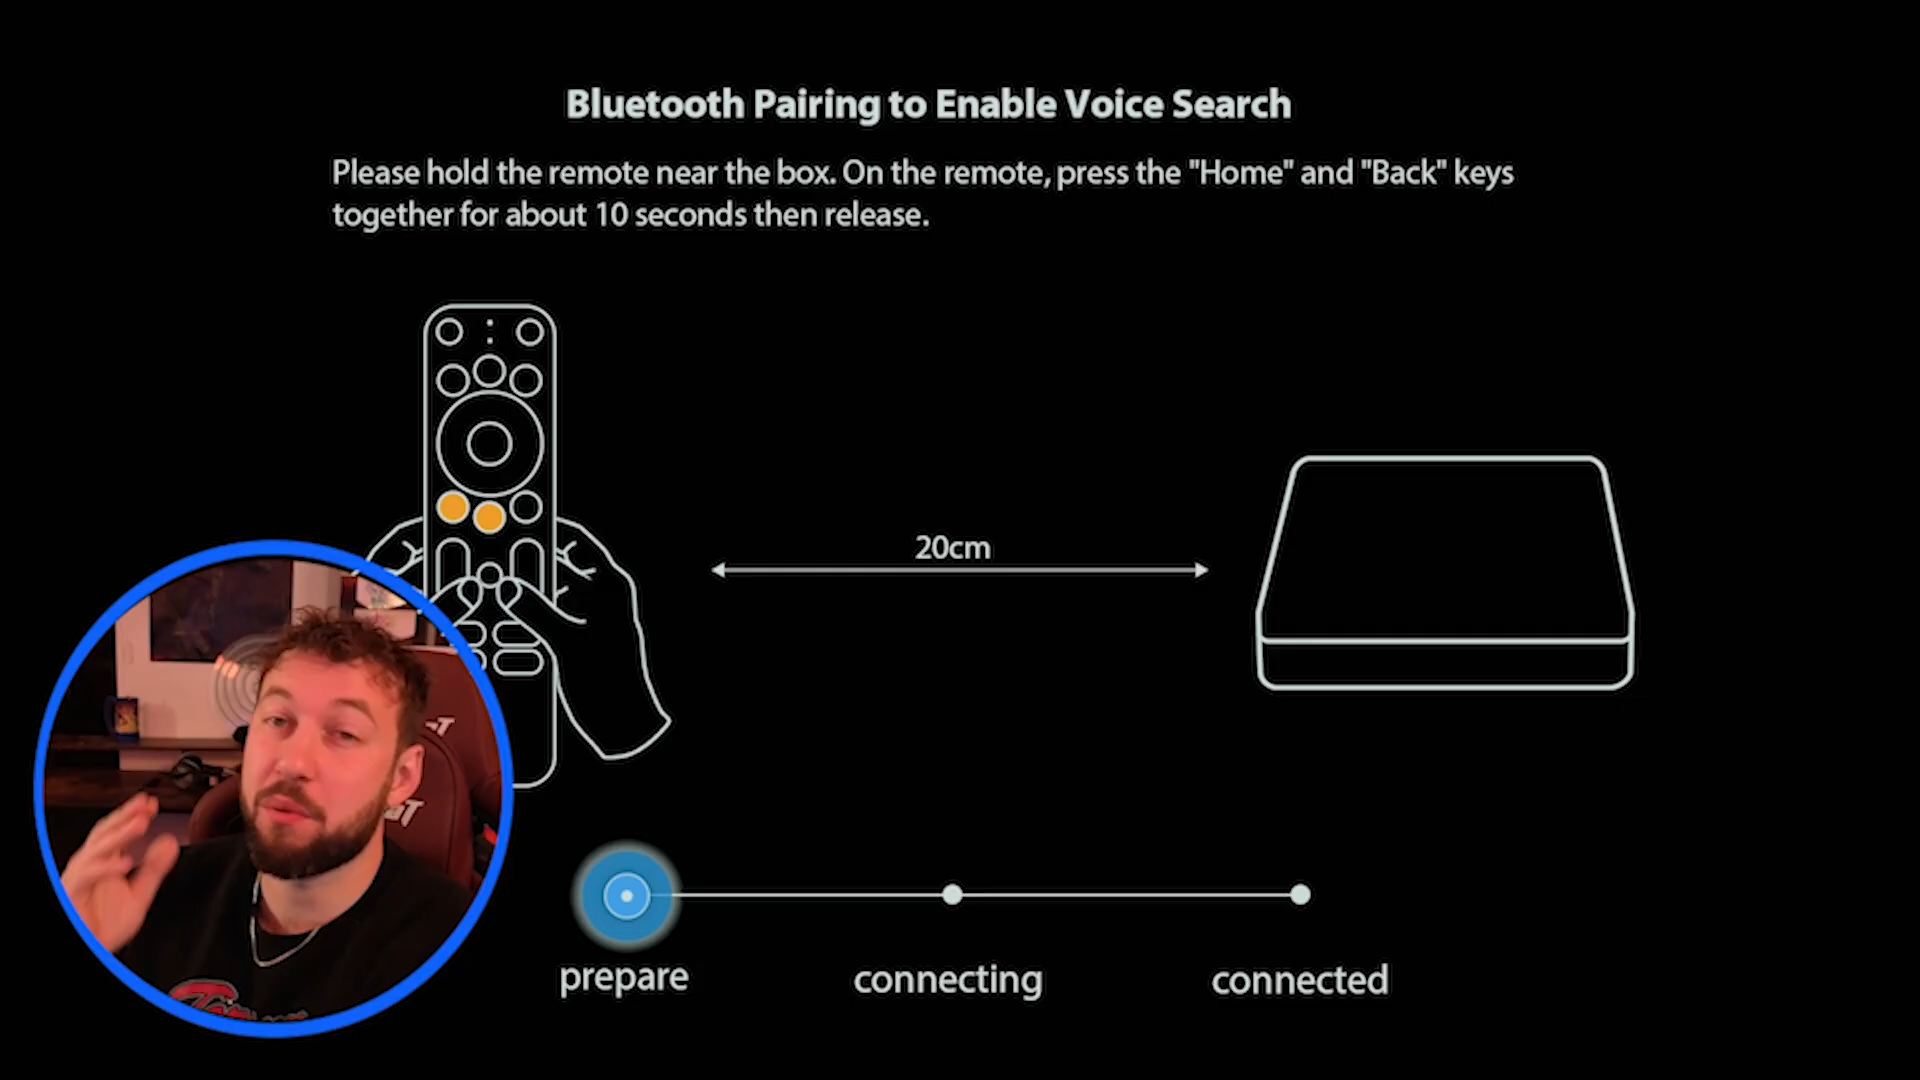 Bluetooth Pairing to Enable Voice Search
Please hold the remote near the box. On the remote, press the "Home" and "Back" keys
together for about 10 seconds then release.
20cm
prepare
connecting
connected